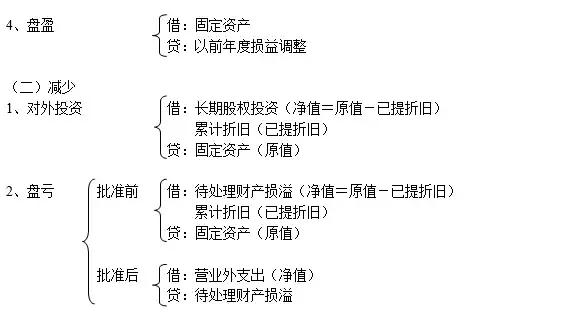 4、盘盈 借：固定资产
贷：以前年度损益调整
（二）减少
1、对外投资 借：长期股权投资（净值＝原值－已提折旧）
累计折旧（已提折旧）
贷：固定资产（原值）
2、盘亏 批准前 借：待处理财产损溢（净值＝原值－已提折旧）
累计折旧（已提折旧）
贷：固定资产（原值）
批准后 借：营业外支出（净值）
贷：待处理财产损溢